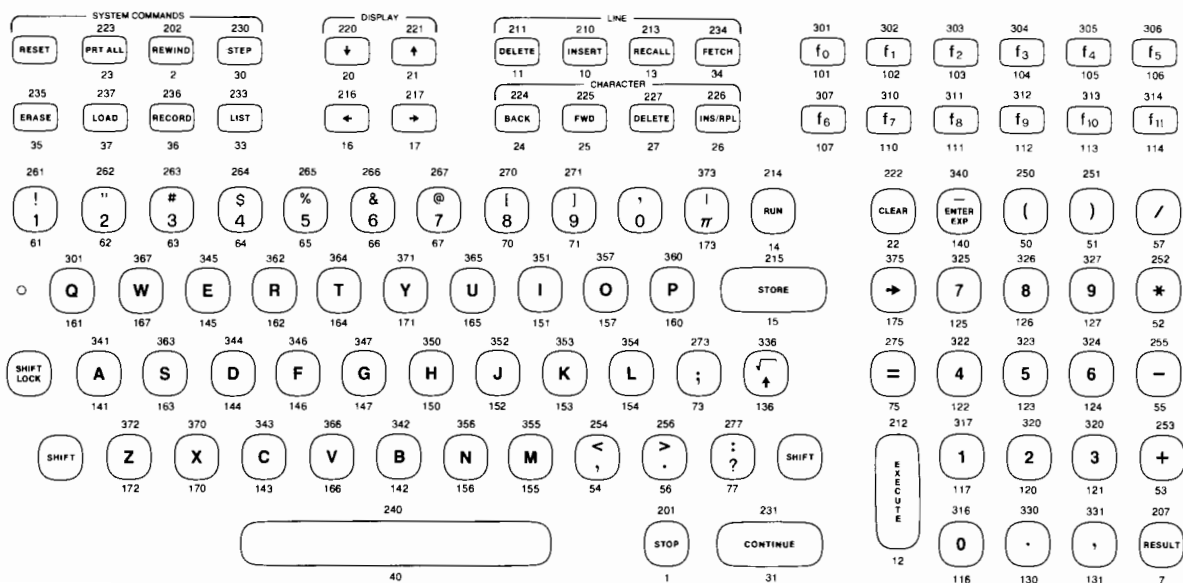 SYSTEM COMMANDS DISPLAY LINE
223 202 230 220 221 211 210 213 234 301 302 303 304 305 306
RESET PRT ALL REWIND STEP ↓ ↑ DELETE INSERT RECALL FETCH f0 f1 f2 f3 f4 f5
23 2 30 20 21 11 10 13 34 101 102 103 104 105 106
CHARACTER
235 237 236 233 216 217 224 225 227 226 307 310 311 312 313 314
ERASE LOAD RECORD LIST ← → BACK FWD DELETE INS/RPL f6 f7 f8 f9 f10 f11
35 37 36 33 16 17 24 25 27 26 107 110 111 112 113 114
261 262 263 264 265 266 267 270 271 373 214 222 340 250 251
! " # $ % & @ [ ] ' | —
1 2 3 4 5 6 7 8 9 0 π RUN CLEAR ENTER EXP ( ) /
61 62 63 64 65 66 67 70 71 173 14 22 140 50 51 57
301 367 345 362 364 371 365 351 357 360 215 375 325 326 327 252
Q W E R T Y U I O P STORE → 7 8 9 *
161 167 145 162 164 171 165 151 157 160 15 175 125 126 127 52
341 363 344 346 347 350 352 353 354 273 336 275 322 323 324 255
SHIFT LOCK A S D F G H J K L ; √ ↑ = 4 5 6 −
141 163 144 146 147 150 152 153 154 73 136 75 122 123 124 55
372 370 343 366 342 356 355 254 256 277 212 317 320 320 253
SHIFT Z X C V B N M < , > . : ? SHIFT EXECUTE 1 2 3 +
172 170 143 166 142 156 155 54 56 77 117 120 121 53
240 201 231 316 330 331 207
STOP CONTINUE 0 . , RESULT
40 1 31 12 116 130 131 7